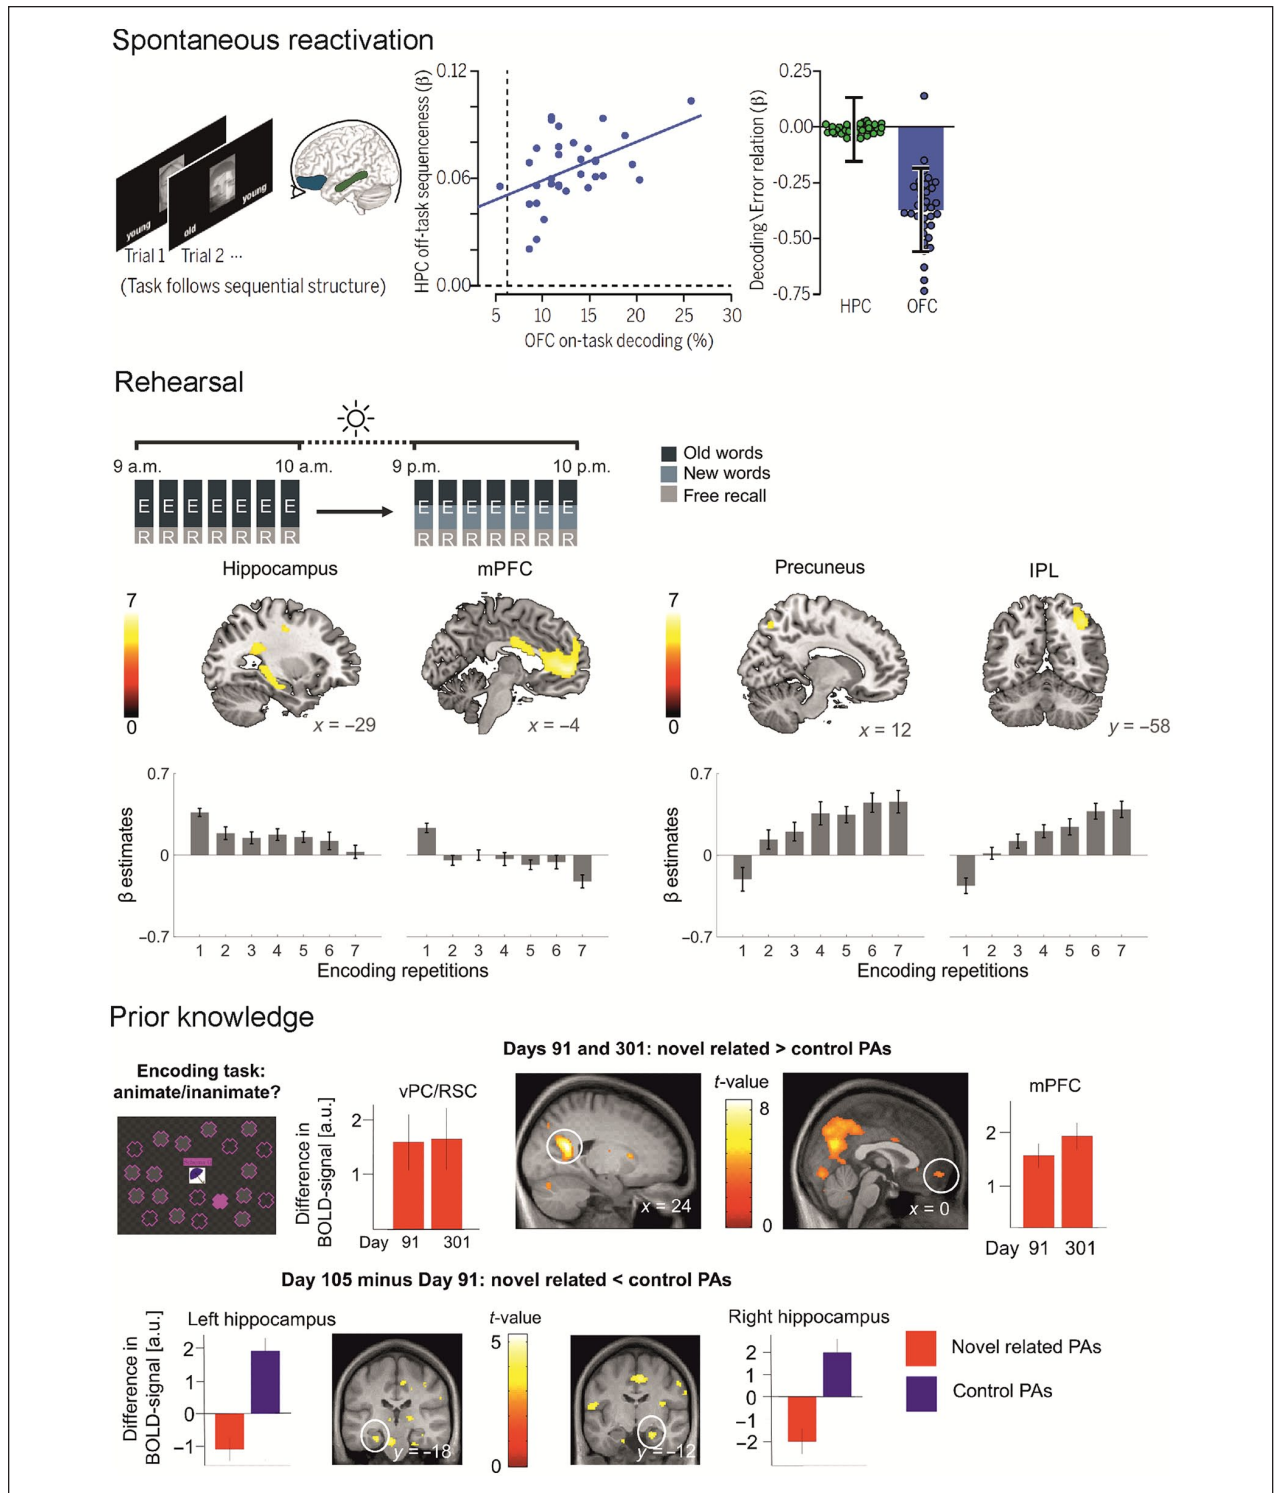 Spontaneous reactivation
young
old
young
Trial 1 Trial 2 ...
(Task follows sequential structure)
HPC off-task sequenceness (β)
0.12
0.06
0.00
5 10 15 20 25 30
OFC on-task decoding (%)
Decoding\Error relation (β)
0.25
0.00
-0.25
-0.50
-0.75
HPC OFC
Rehearsal
9 a.m. 10 a.m. 9 p.m. 10 p.m.
E E E E E E E
R R R R R R R
E E E E E E E
R R R R R R R
Old words
New words
Free recall
Hippocampus mPFC Precuneus IPL
7
0
x = –29
x = –4
7
0
x = 12
y = –58
β estimates
0.7
0
–0.7
1 2 3 4 5 6 7
1 2 3 4 5 6 7
Encoding repetitions
β estimates
0.7
0
–0.7
1 2 3 4 5 6 7
1 2 3 4 5 6 7
Encoding repetitions
Prior knowledge
Encoding task:
animate/inanimate?
Days 91 and 301: novel related > control PAs
vPC/RSC
Difference in
BOLD-signal [a.u.]
2
1
Day 91 301
x = 24
t-value
8
0
x = 0
mPFC
2
1
Day 91 301
Day 105 minus Day 91: novel related < control PAs
Left hippocampus
Difference in
BOLD-signal [a.u.]
2
1
0
–1
y = –18
t-value
5
0
y = –12
Right hippocampus
2
1
0
–1
–2
Novel related PAs
Control PAs